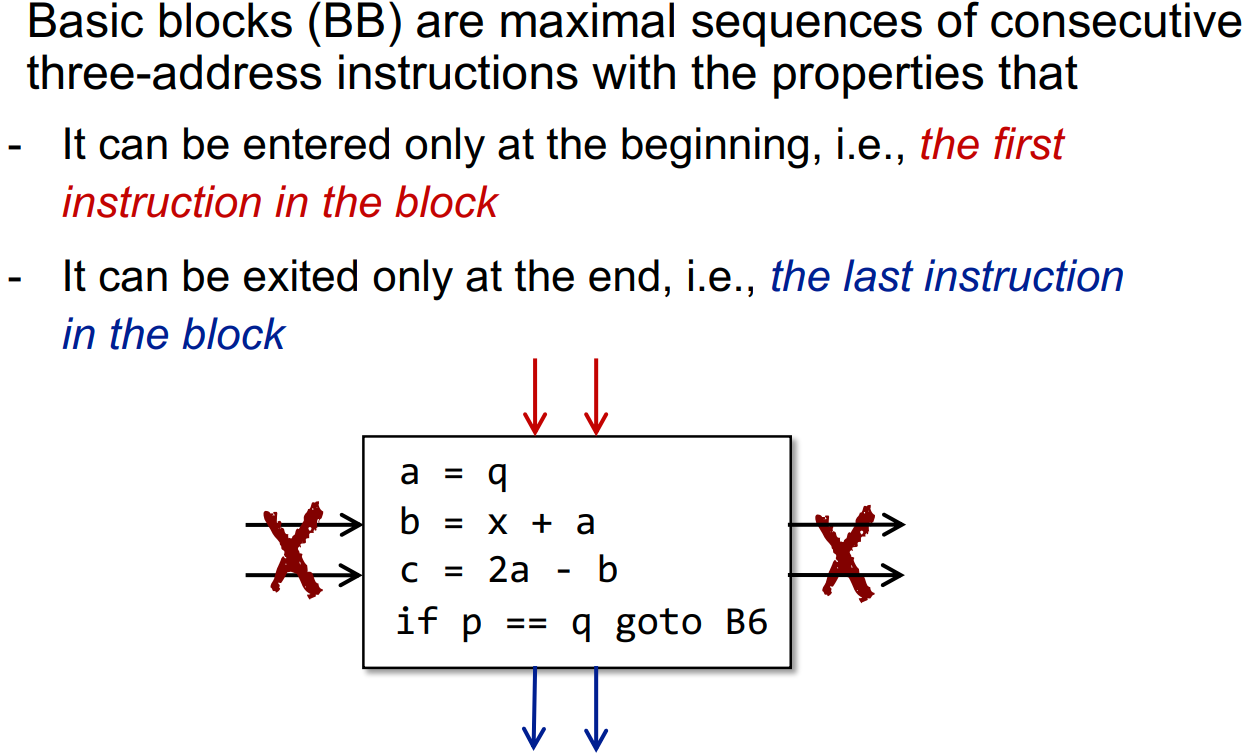 Basic blocks (BB) are maximal sequences of consecutive
three-address instructions with the properties that
- It can be entered only at the beginning, i.e., the first
instruction in the block
- It can be exited only at the end, i.e., the last instruction
in the block
a = q
b = x + a
c = 2a - b
if p == q goto B6